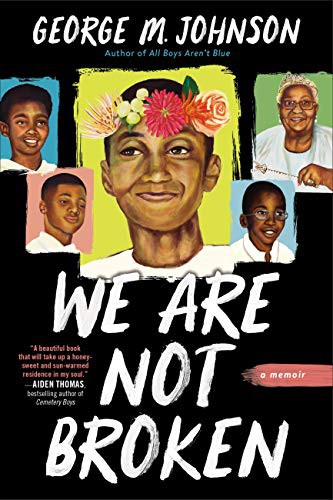 GEORGE M. JOHNSON
Author of All Boys Aren't Blue
WE ARE
NOT
BROKEN
a memoir
"A beautiful book
that will take up a honey-
sweet and sun-warmed
residence in my soul."
— AIDEN THOMAS,
bestselling author of
Cemetery Boys